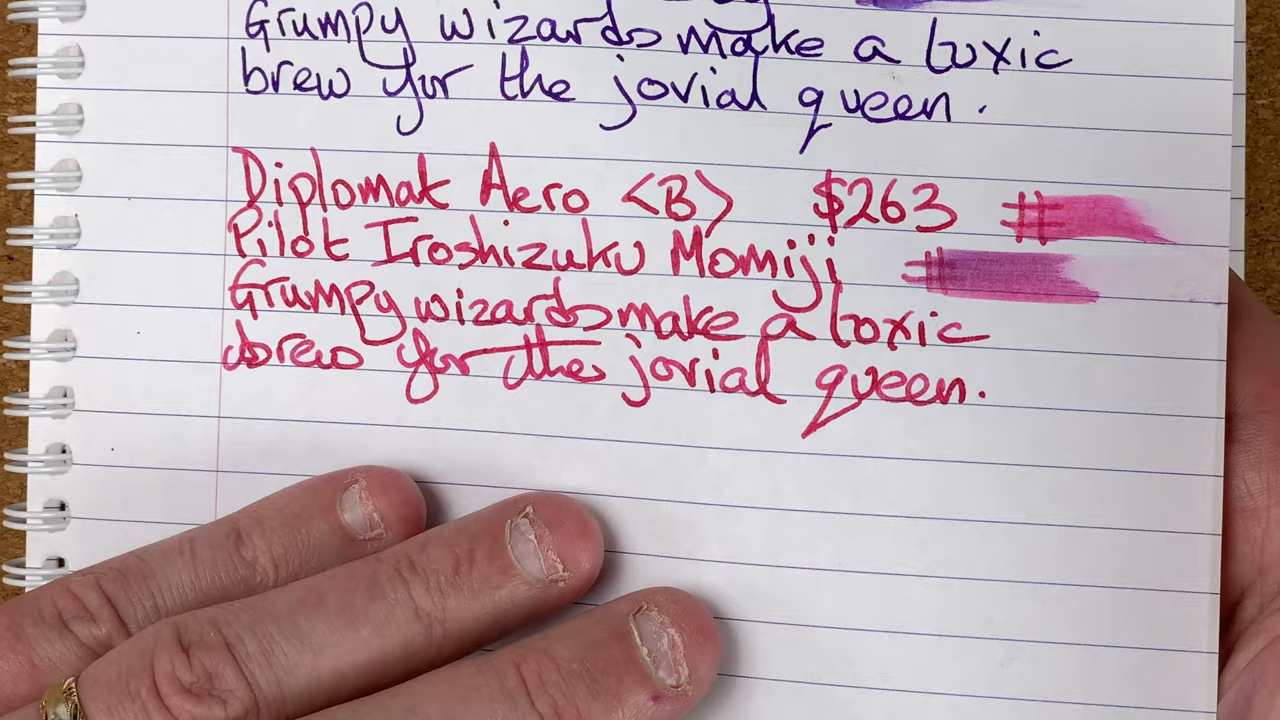 Grumpy wizards make a toxic
brew for the jovial queen.
Diplomat Aero <B> $263
Pilot Iroshizuku Momiji
Grumpy wizards make a toxic
brew for the jovial queen.